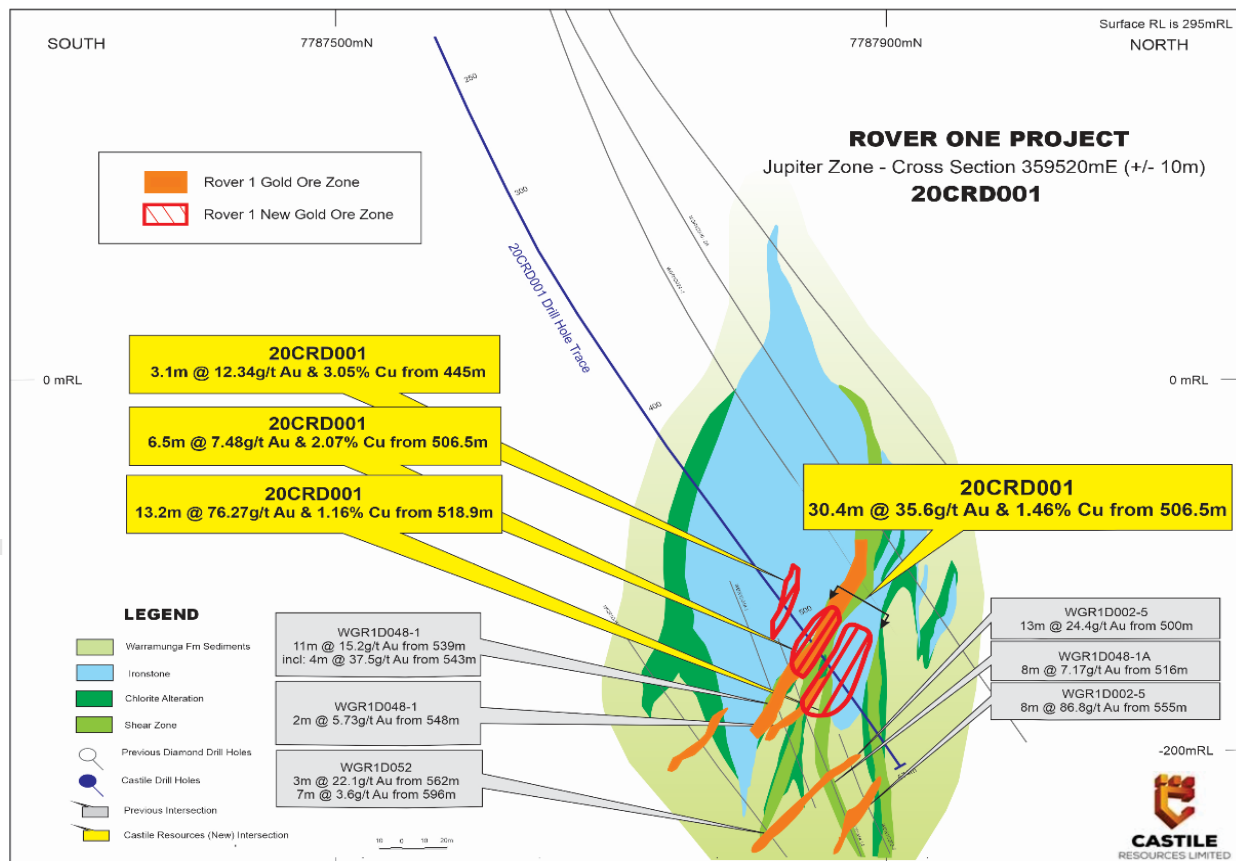 Surface RL is 295mRL
SOUTH
7787500mN
7787900mN
NORTH
250
ROVER ONE PROJECT
Jupiter Zone - Cross Section 359520mE (+/- 10m)
20CRD001
Rover 1 Gold Ore Zone
Rover 1 New Gold Ore Zone
300
20CRD001 Drill Hole Trace
20CRD001
3.1m @ 12.34g/t Au & 3.05% Cu from 445m
0 mRL
0 mRL
400
20CRD001
6.5m @ 7.48g/t Au & 2.07% Cu from 506.5m
20CRD001
13.2m @ 76.27g/t Au & 1.16% Cu from 518.9m
20CRD001
30.4m @ 35.6g/t Au & 1.46% Cu from 506.5m
500
LEGEND
Warramunga Fm Sediments
Ironstone
Chlorite Alteration
Shear Zone
Previous Diamond Drill Holes
Castile Drill Holes
Previous Intersection
Castile Resources (New) Intersection
WGR1D048-1
11m @ 15.2g/t Au from 539m
incl: 4m @ 37.5g/t Au from 543m
WGR1D048-1
2m @ 5.73g/t Au from 548m
WGR1D052
3m @ 22.1g/t Au from 562m
7m @ 3.6g/t Au from 596m
WGR1D002-5
13m @ 24.4g/t Au from 500m
WGR1D048-1A
8m @ 7.17g/t Au from 516m
WGR1D002-5
8m @ 86.8g/t Au from 555m
-200mRL
10 0 10 20m
CASTILE
RESOURCES LIMITED